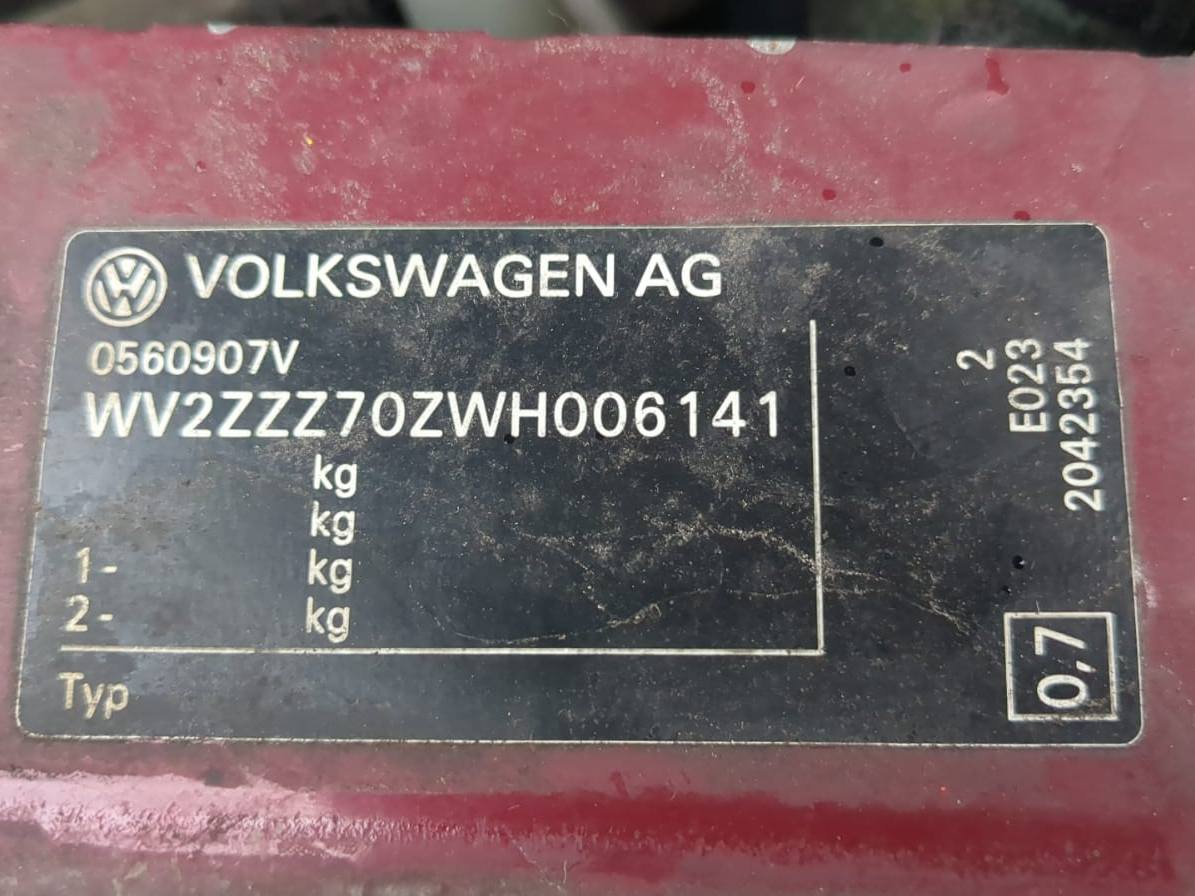 VOLKSWAGEN AG
0560907V
WV2ZZZ70ZWH006141
kg
kg
1- kg
2- kg
Typ
2
E023
2042354
0,7